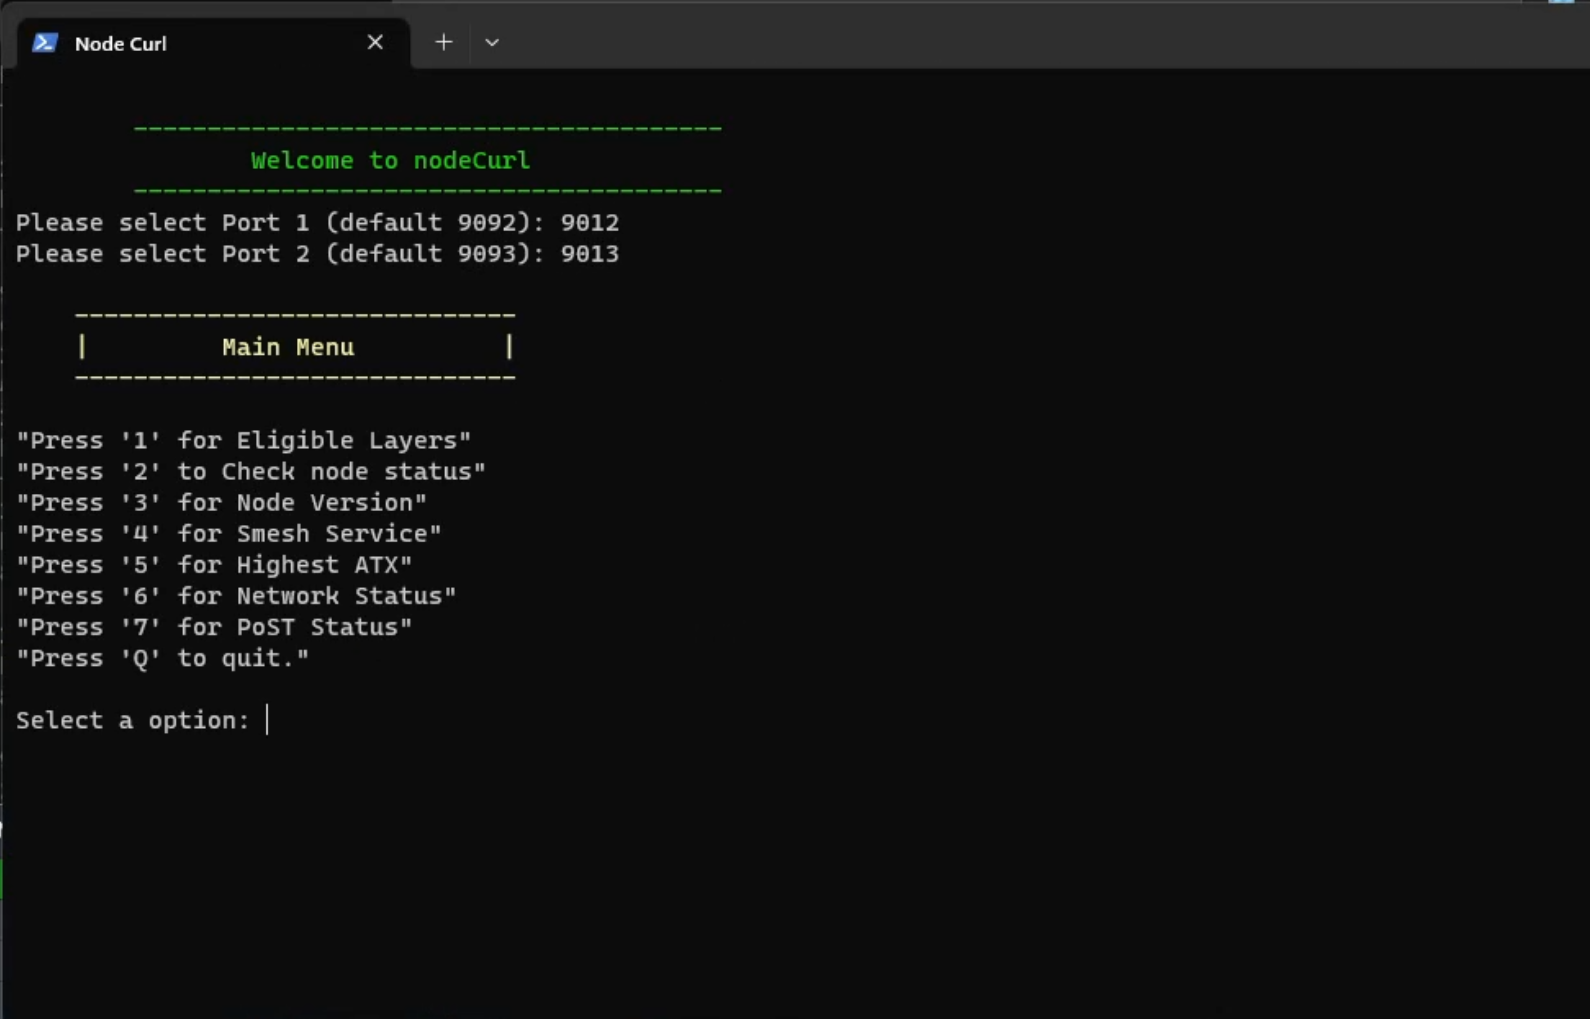 Node Curl
----------------------------------------
Welcome to nodeCurl
----------------------------------------
Please select Port 1 (default 9092): 9012
Please select Port 2 (default 9093): 9013
------------------------------
| Main Menu |
------------------------------
"Press '1' for Eligible Layers"
"Press '2' to Check node status"
"Press '3' for Node Version"
"Press '4' for Smesh Service"
"Press '5' for Highest ATX"
"Press '6' for Network Status"
"Press '7' for PoST Status"
"Press 'Q' to quit."
Select a option: